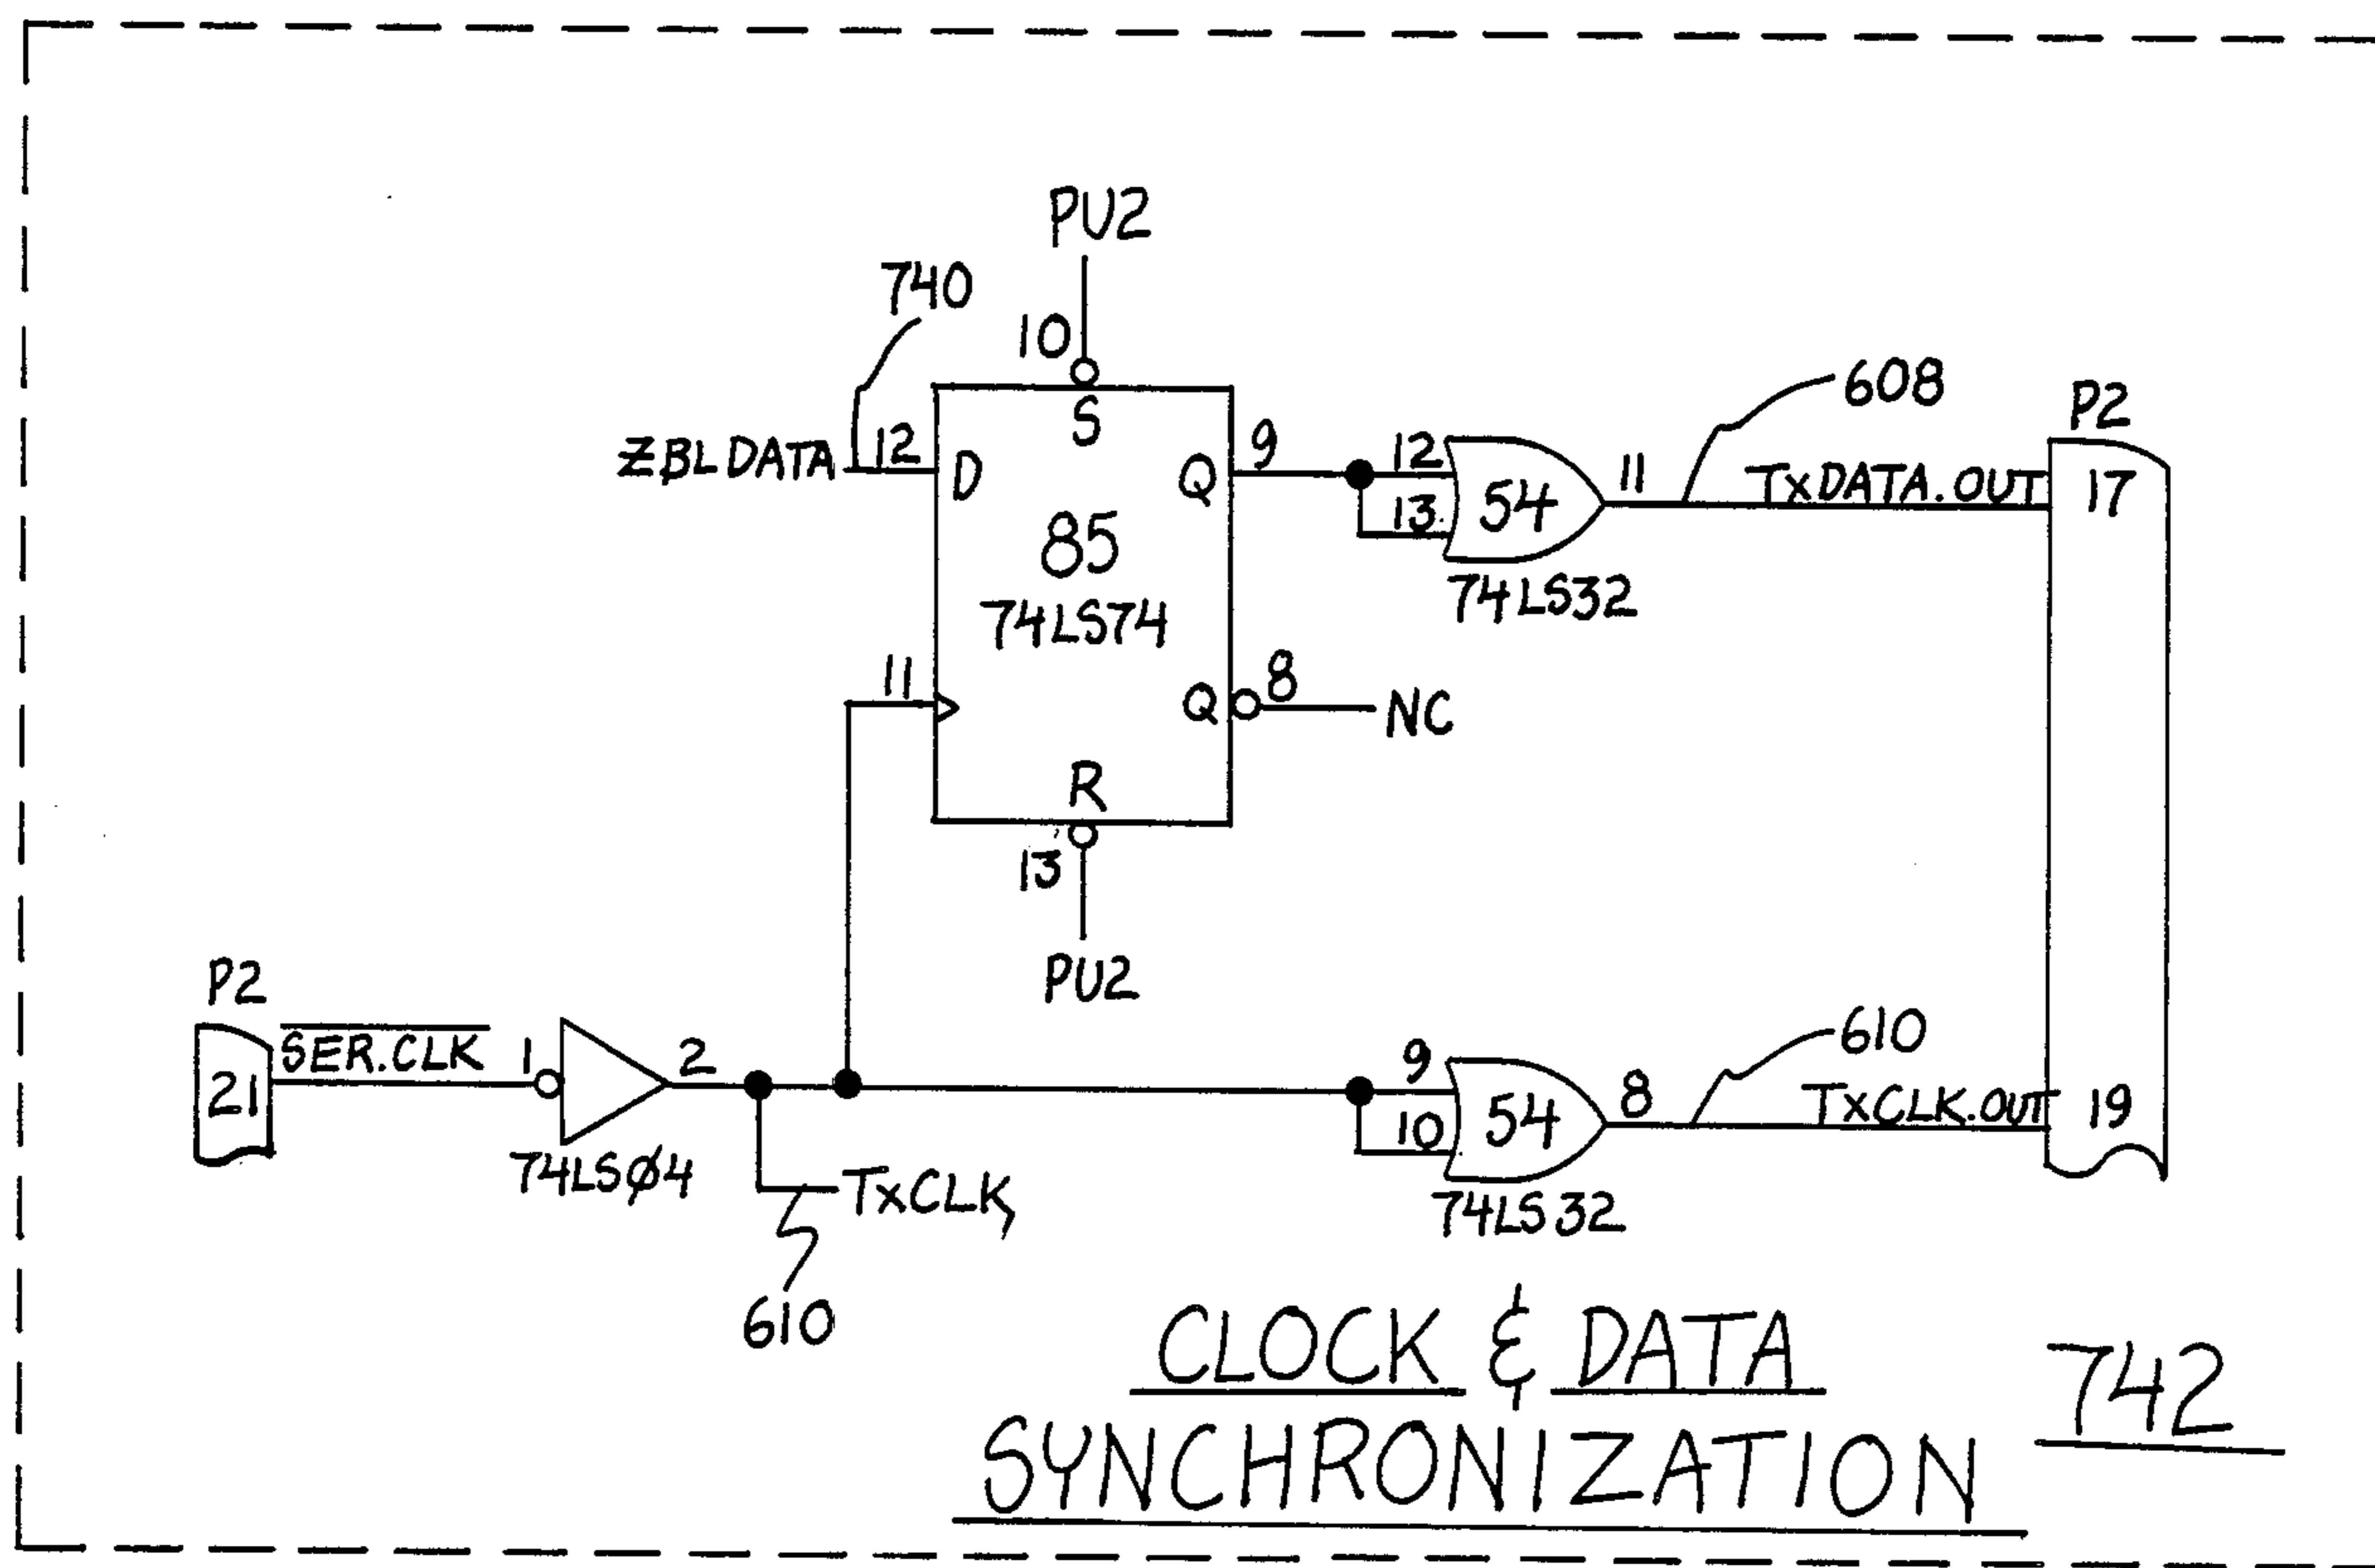 PU2
740
10
S
ZBLDATA 12
D
Q
9
85
74LS74
11
Q
8
NC
R
13
PU2
12
13
54
11
74LS32
608
TxDATA.OUT
P2
17
P2
21
SER.CLK
1
2
74LSØ4
TxCLK,
610
9
10
54
8
74LS32
610
TxCLK.OUT
19
CLOCK & DATA
SYNCHRONIZATION
742